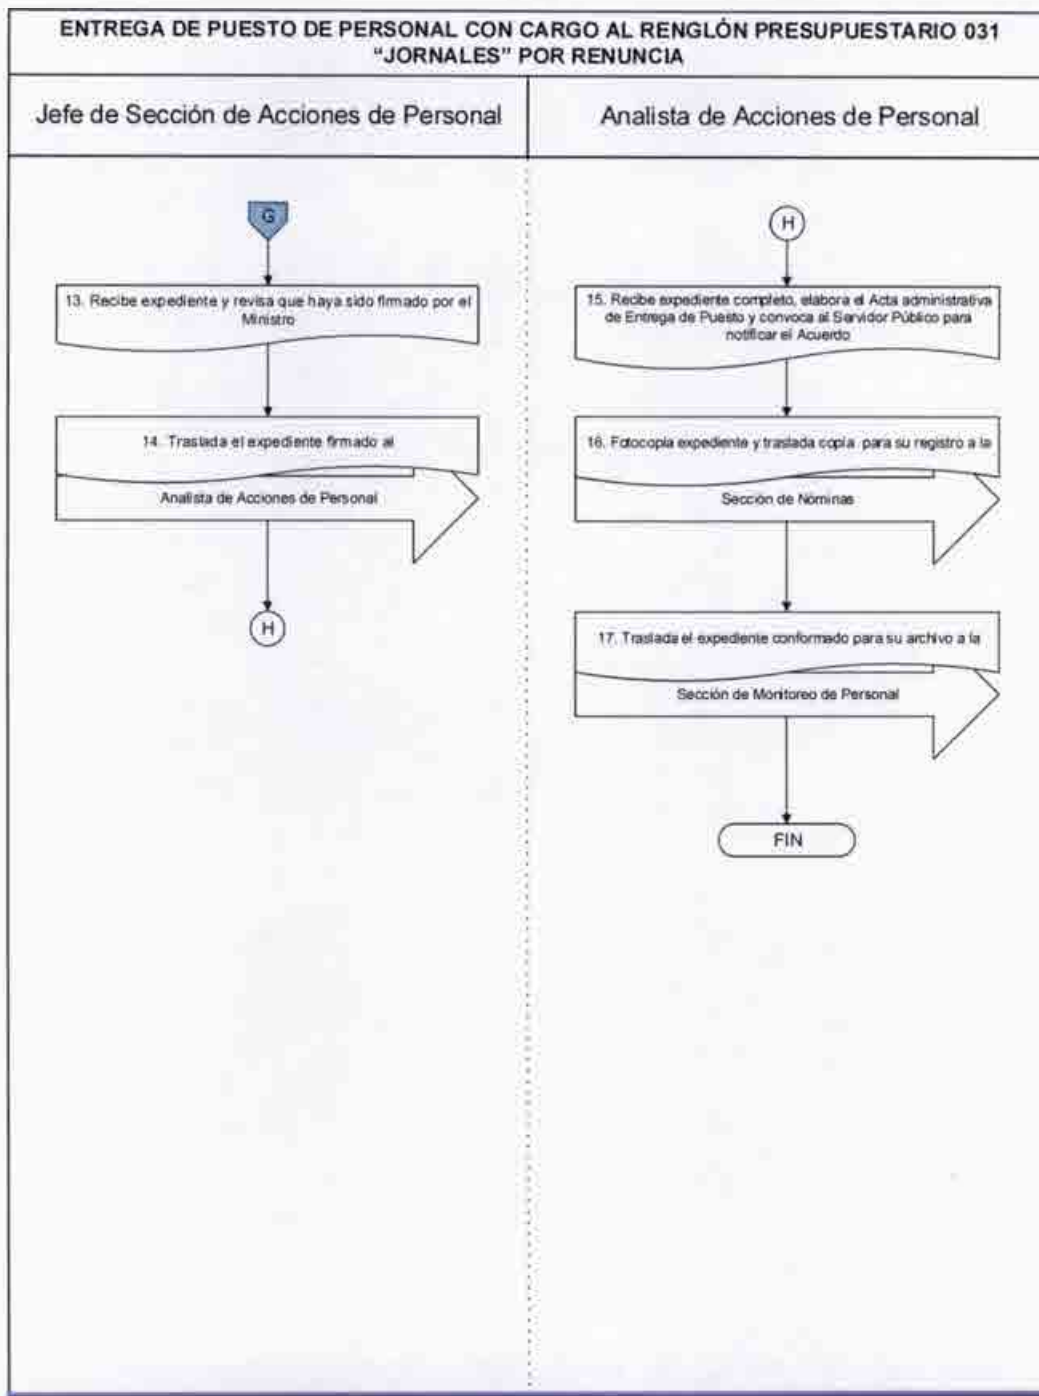 ENTREGA DE PUESTO DE PERSONAL CON CARGO AL RENGLÓN PRESUPUESTARIO 031
“JORNALES” POR RENUNCIA
Jefe de Sección de Acciones de Personal
Analista de Acciones de Personal
G
13. Recibe expediente y revisa que haya sido firmado por el
Ministro
14. Traslada el expediente firmado al
Analista de Acciones de Personal
H
H
15. Recibe expediente completo, elabora el Acta administrativa
de Entrega de Puesto y convoca al Servidor Público para
notificar el Acuerdo
16. Fotocopia expediente y traslada copia para su registro a la
Sección de Nóminas
17. Traslada el expediente conformado para su archivo a la
Sección de Monitoreo de Personal
FIN